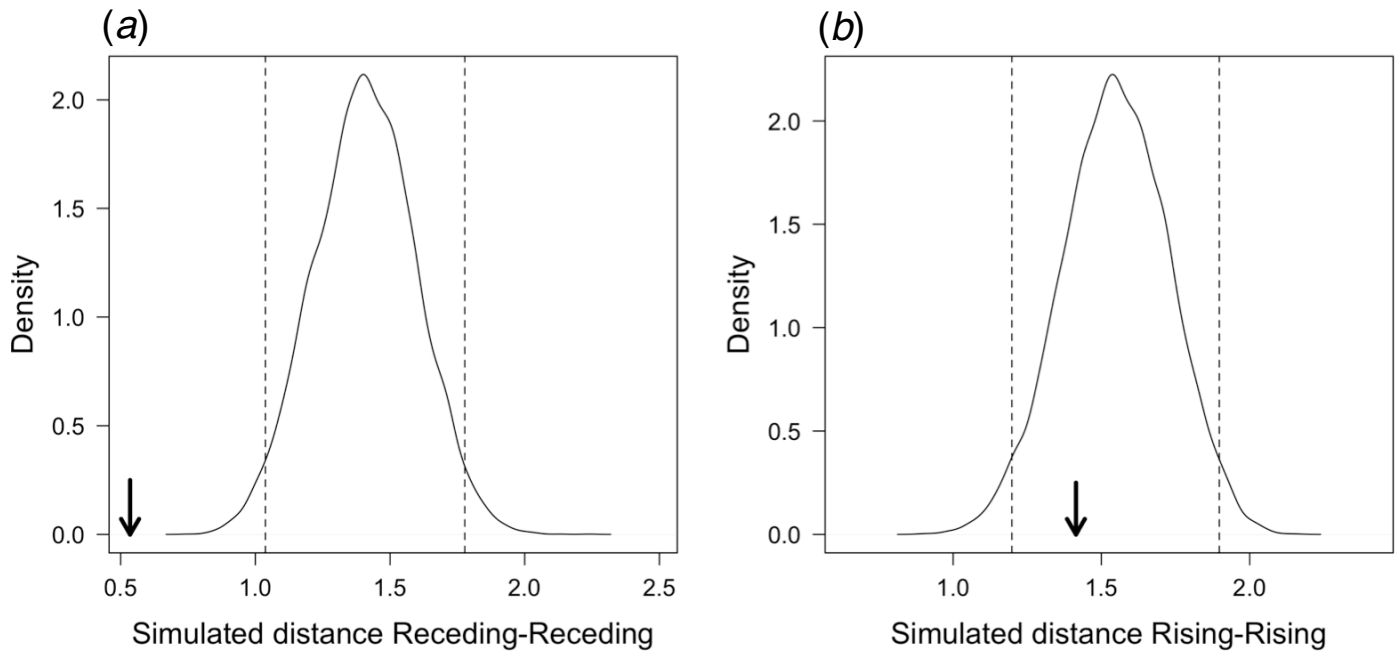 (a)
2.0
1.5
1.0
0.5
0.0
Density
0.5 1.0 1.5 2.0 2.5
Simulated distance Receding-Receding
(b)
2.0
1.5
1.0
0.5
0.0
Density
1.0 1.5 2.0
Simulated distance Rising-Rising